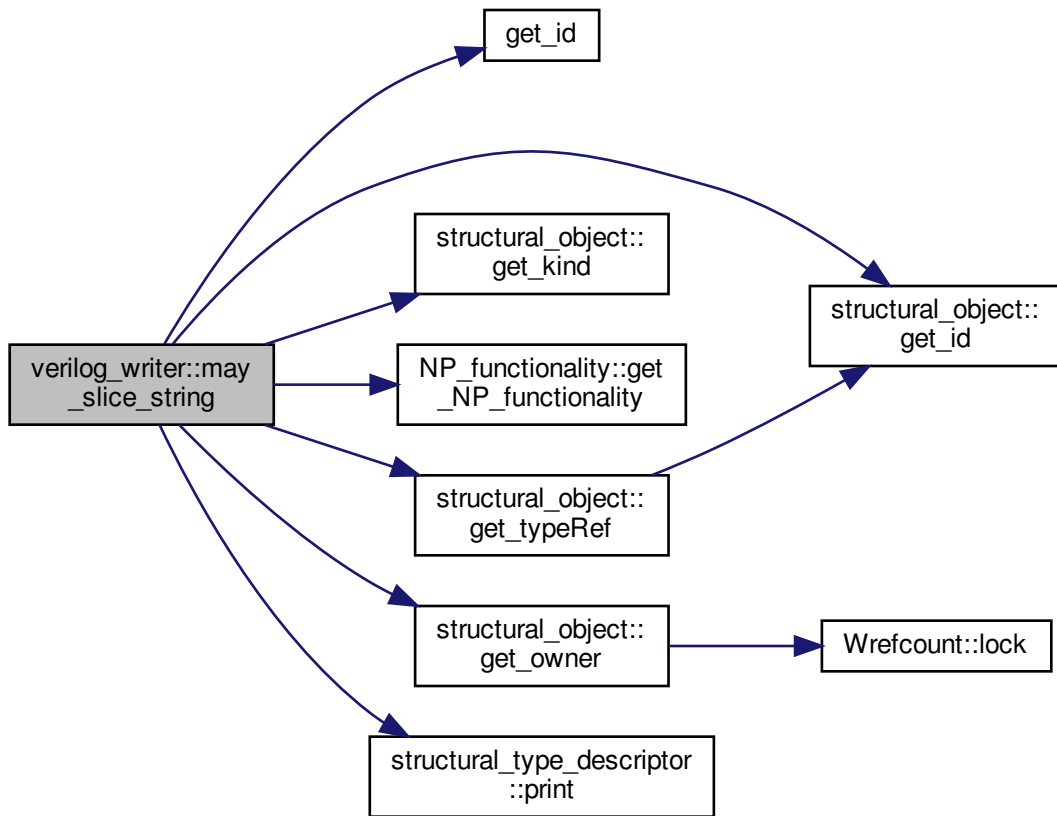 get_id
structural_object::
get_kind
structural_object::
get_id
verilog_writer::may
_slice_string
NP_functionality::get
_NP_functionality
structural_object::
get_typeRef
structural_object::
get_owner
Wrefcount::lock
structural_type_descriptor
::print